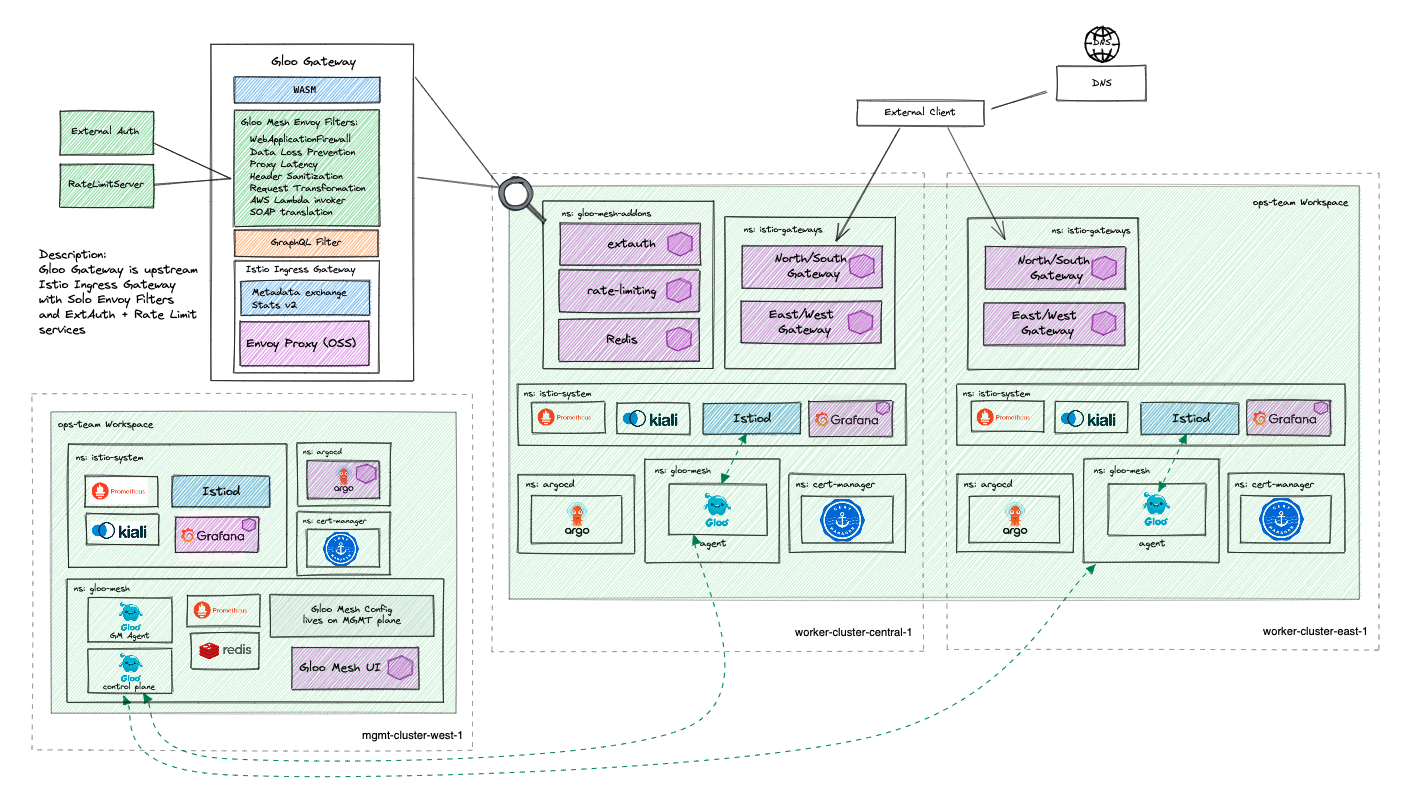 Gloo Gateway
WASM
Gloo Mesh Envoy Filters:
WebApplicationFirewall
Data Loss Prevention
Proxy Latency
Header Sanitization
Request Transformation
AWS Lambda invoker
SOAP translation
GraphQL Filter
Istio Ingress Gateway
Metadata exchange
Stats v2
Envoy Proxy (OSS)
External Auth
RateLimitServer
Description:
Gloo Gateway is upstream
Istio Ingress Gateway
with Solo Envoy Filters
and ExtAuth + Rate Limit
services
DNS
DNS
External Client
ops-team Workspace
ns: gloo-mesh-addons
extauth
rate-limiting
Redis
ns: istio-gateways
North/South
Gateway
East/West
Gateway
ns: istio-gateways
North/South
Gateway
East/West
Gateway
ns: istio-system
Prometheus
kiali
Istiod
Grafana
ns: istio-system
Prometheus
kiali
Istiod
Grafana
ns: argocd
argo
ns: gloo-mesh
Gloo
agent
ns: cert-manager
CERT
MANAGER
ns: argocd
argo
ns: gloo-mesh
Gloo
agent
ns: cert-manager
CERT
MANAGER
worker-cluster-central-1
worker-cluster-east-1
ops-team Workspace
ns: istio-system
Prometheus
Istiod
kiali
Grafana
ns: argocd
argo
ns: cert-manager
CERT
MANAGER
ns: gloo-mesh
Gloo
GM Agent
Prometheus
Gloo Mesh Config
lives on MGMT plane
Gloo
control plane
redis
Gloo Mesh UI
mgmt-cluster-west-1